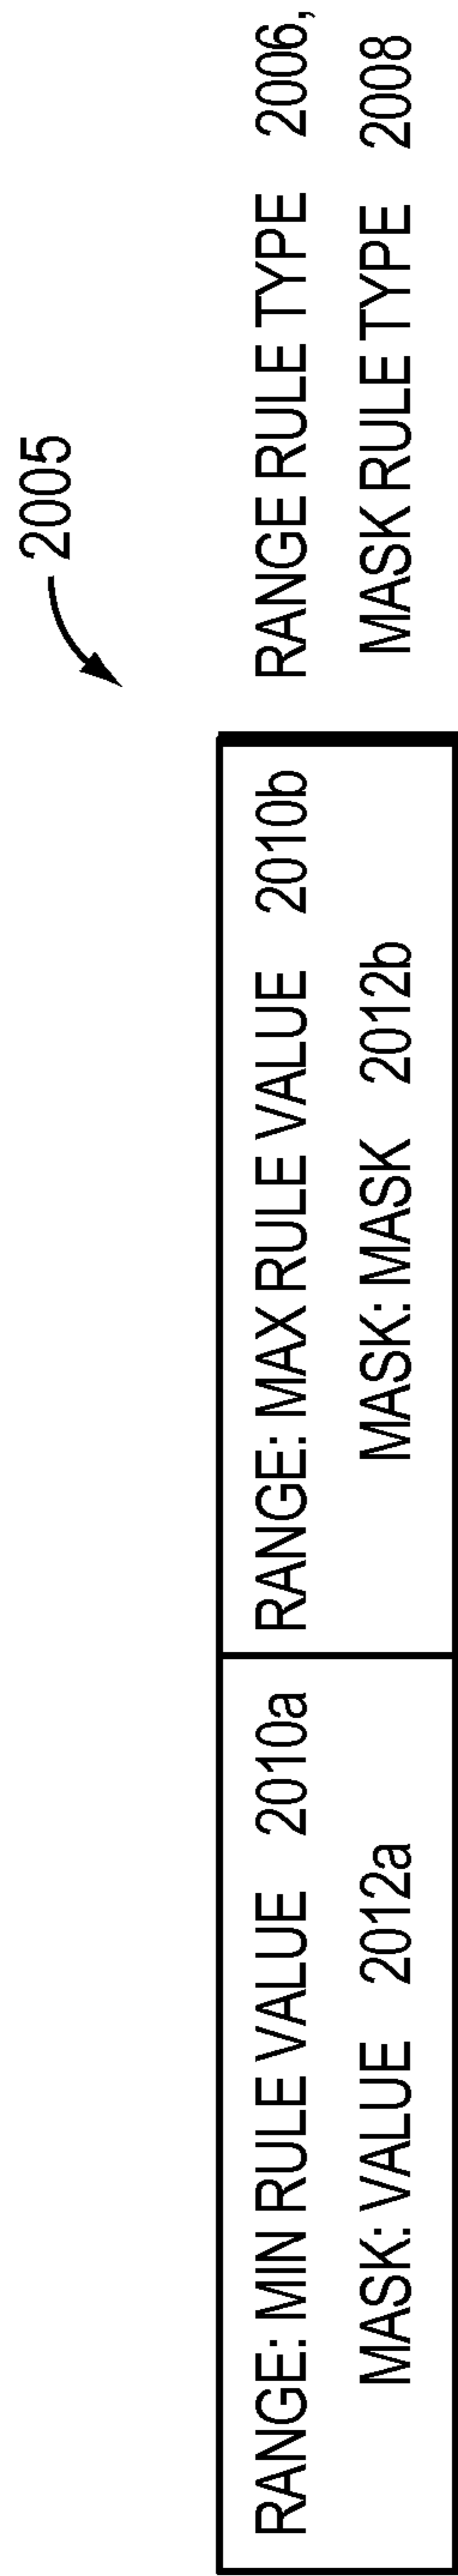 2005
RANGE: MIN RULE VALUE 2010a
MASK: VALUE 2012a
RANGE: MAX RULE VALUE 2010b
MASK: MASK 2012b
RANGE RULE TYPE 2006,
MASK RULE TYPE 2008